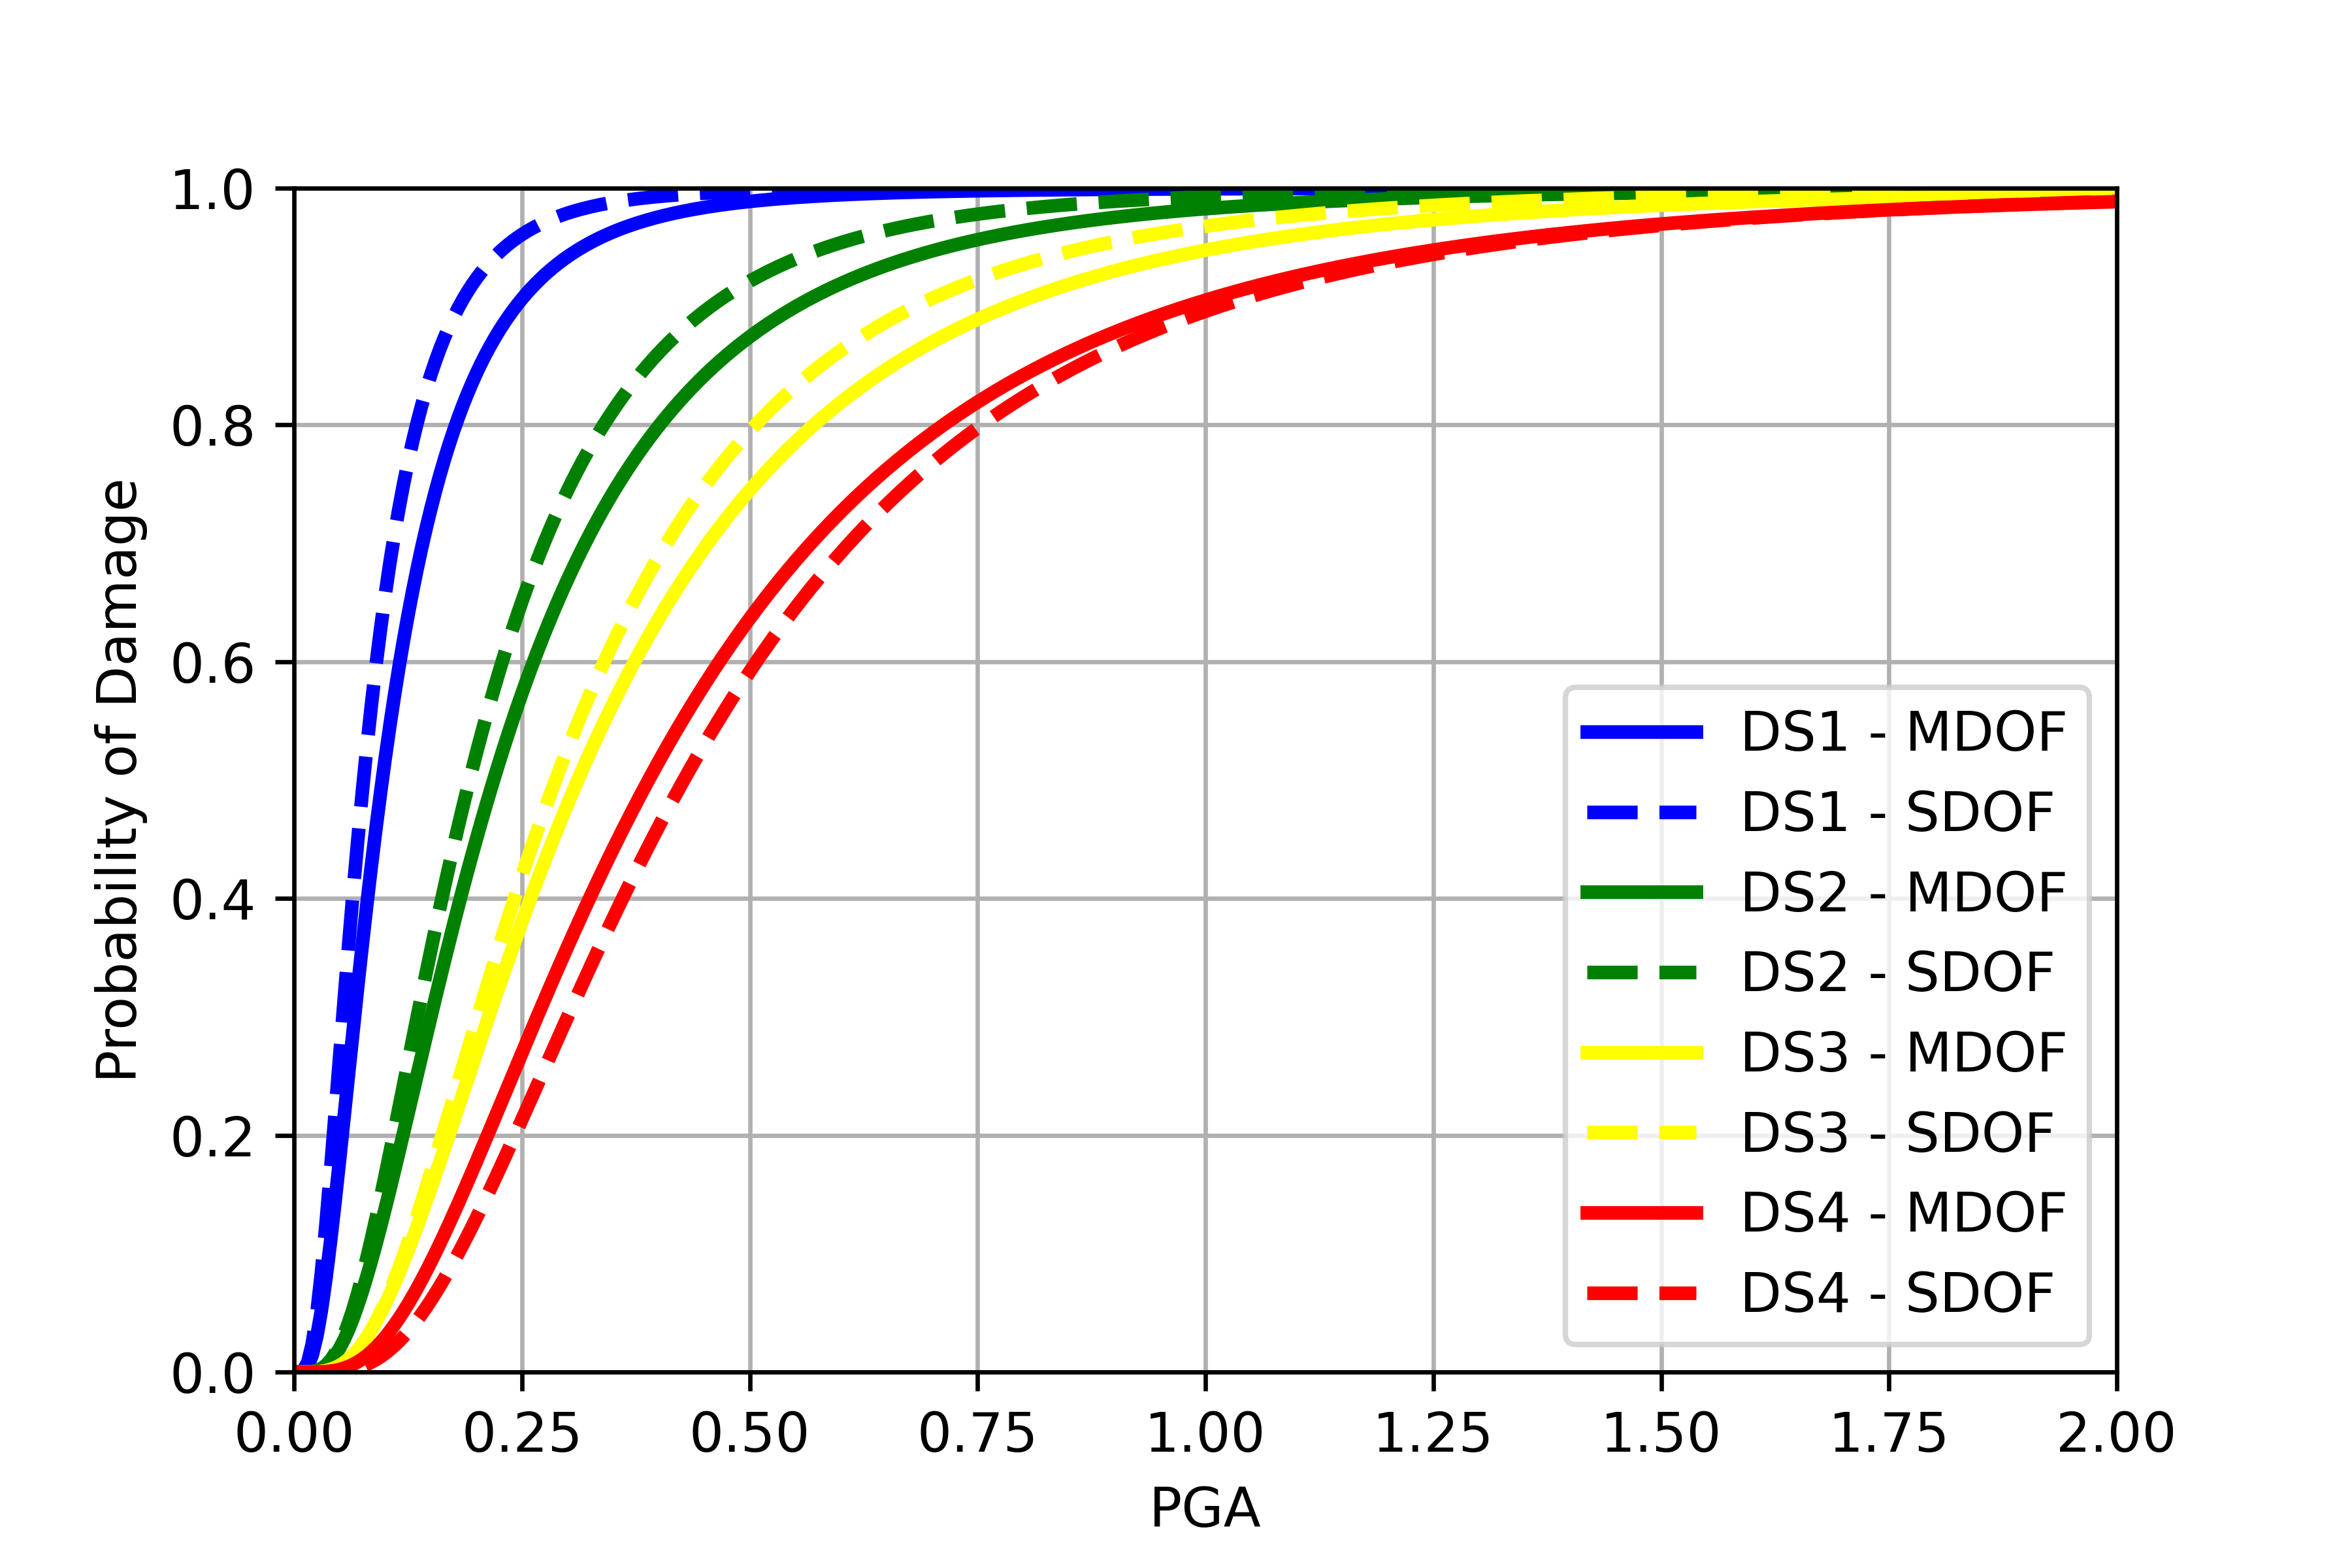 1.0
0.8
0.6
0.4
0.2
0.0
Probability of Damage
0.00 0.25 0.50 0.75 1.00 1.25 1.50 1.75 2.00
PGA
DS1 - MDOF
DS1 - SDOF
DS2 - MDOF
DS2 - SDOF
DS3 - MDOF
DS3 - SDOF
DS4 - MDOF
DS4 - SDOF